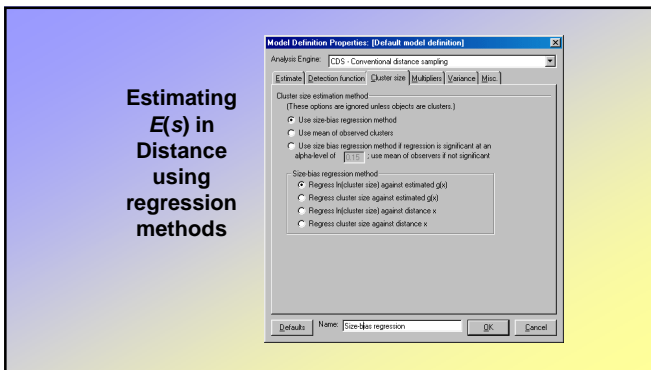 Estimating
E(s) in
Distance
using
regression
methods
Model Definition Properties: [Default model definition]
Analysis Engine: CDS - Conventional distance sampling
Estimate Detection function Cluster size Multipliers Variance Misc.
Cluster size estimation method
(These options are ignored unless objects are clusters.)
Use size-bias regression method
Use mean of observed clusters
Use size bias regression method if regression is significant at an
alpha-level of 0.15 ; use mean of observers if not significant
Size-bias regression method
Regress ln(cluster size) against estimated g(x)
Regress cluster size against estimated g(x)
Regress ln(cluster size) against distance x
Regress cluster size against distance x
Defaults Name: Size-bias regression OK Cancel